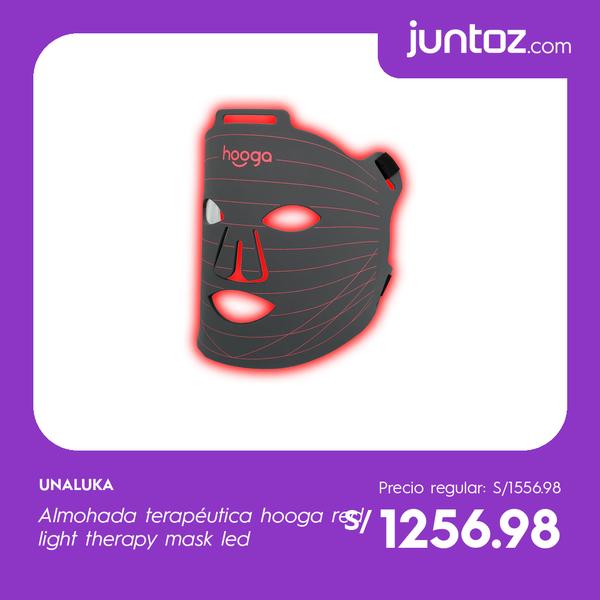 juntoz.com
hooga
UNALUKA
Almohada terapéutica hooga red
light therapy mask led
Precio regular: S/1556.98
S/ 1256.98